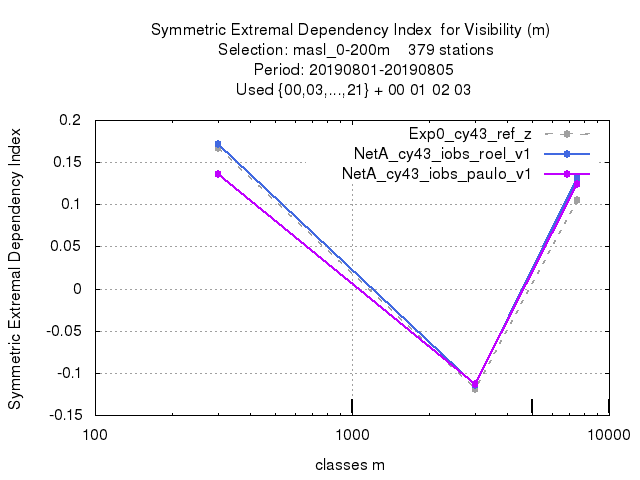 Symmetric Extremal Dependency Index for Visibility (m)
Selection: masl_0-200m 379 stations
Period: 20190801-20190805
Used {00,03,...,21} + 00 01 02 03
Exp0_cy43_ref_z
NetA_cy43_iobs_roel_v1
NetA_cy43_iobs_paulo_v1
Symmetric Extremal Dependency Index
0.2
0.15
0.1
0.05
0
-0.05
-0.1
-0.15
100
1000
10000
classes m